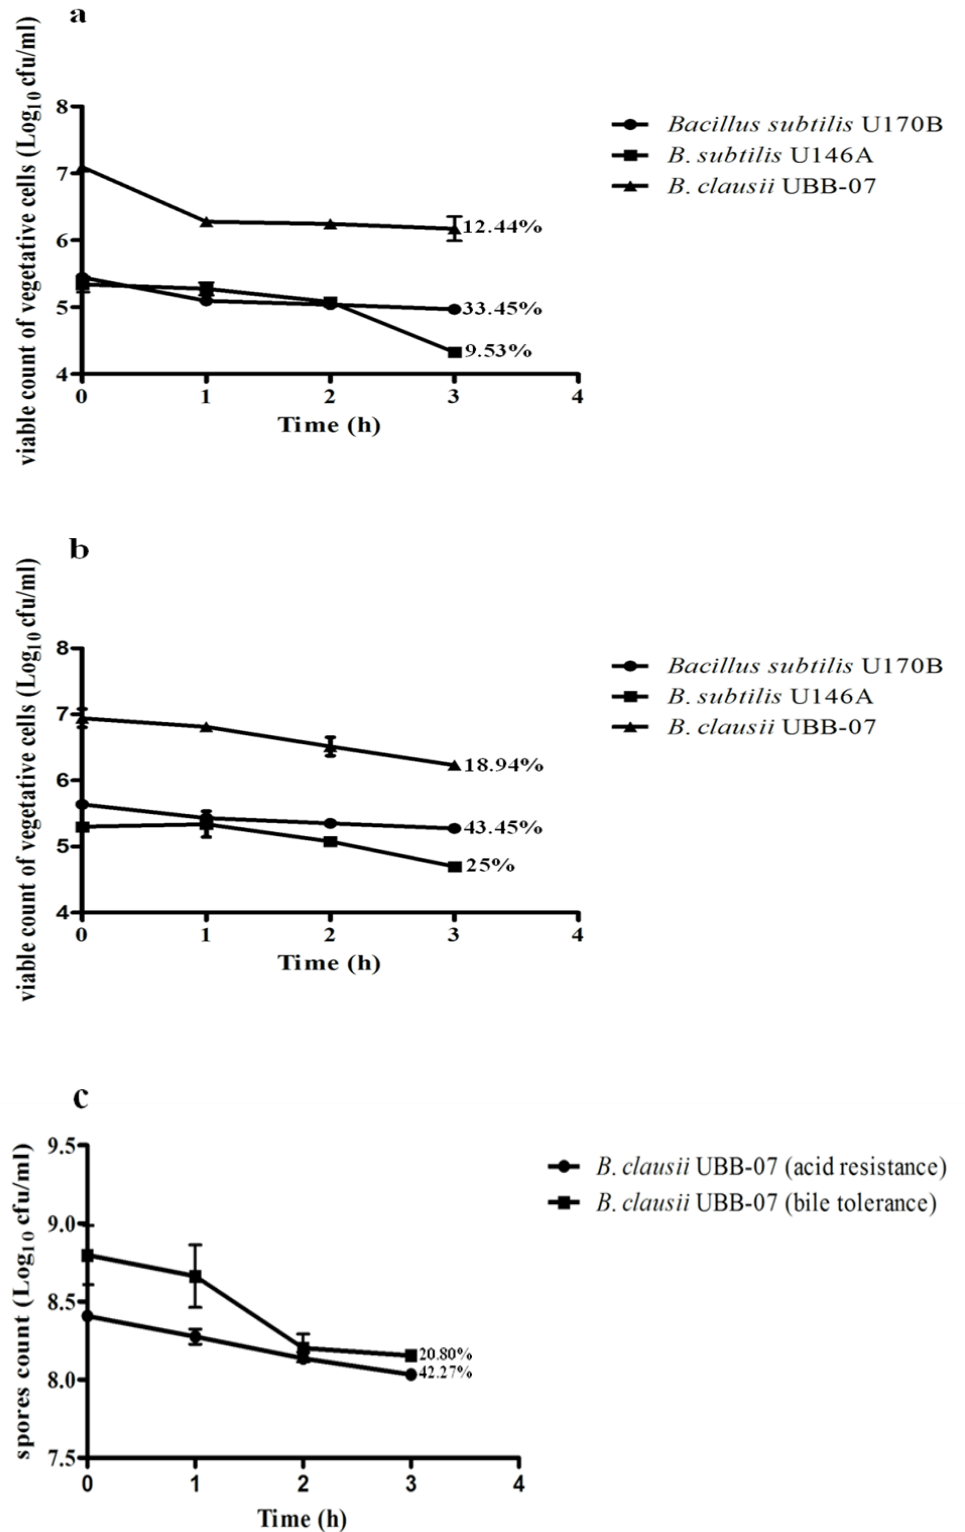 a
viable count of vegetative cells (Log10 cfu/ml)
8
7
6
5
4
0 1 2 3 4
Time (h)
12.44%
33.45%
9.53%
Bacillus subtilis U170B
B. subtilis U146A
B. clausii UBB-07
b
viable count of vegetative cells (Log10 cfu/ml)
8
7
6
5
4
0 1 2 3 4
Time (h)
18.94%
43.45%
25%
Bacillus subtilis U170B
B. subtilis U146A
B. clausii UBB-07
c
spores count (Log10 cfu/ml)
9.5
9.0
8.5
8.0
7.5
0 1 2 3 4
Time (h)
20.80%
42.27%
B. clausii UBB-07 (acid resistance)
B. clausii UBB-07 (bile tolerance)